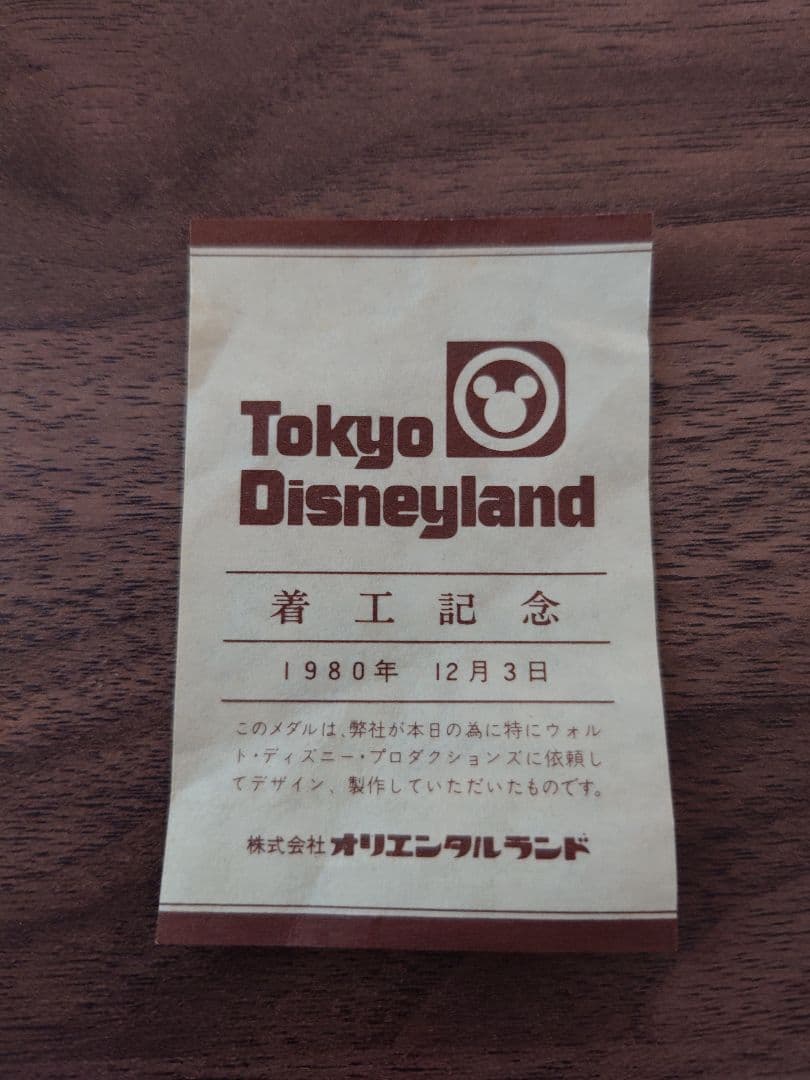 Tokyo
Disneyland
着工記念
1980年 12月3日
このメダルは、弊社が本日の為に特にウォル
ト・ディズニー・プロダクションズに依頼し
てデザイン、製作していただいたものです。
株式会社オリエンタルランド